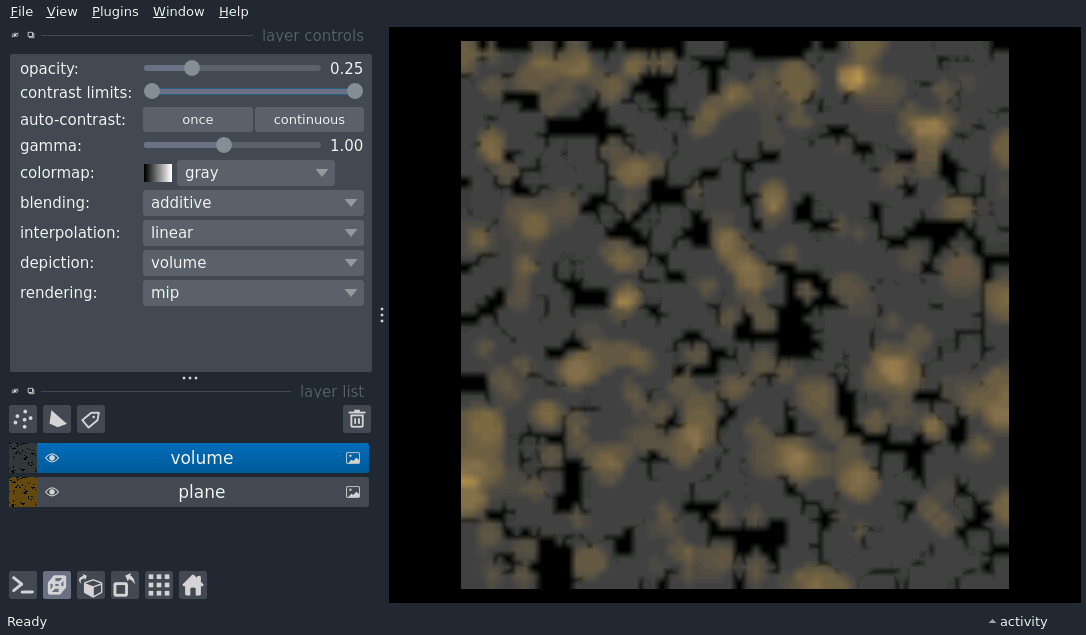 File View Plugins Window Help
layer controls
opacity: 0.25
contrast limits:
auto-contrast: once continuous
gamma: 1.00
colormap: gray
blending: additive
interpolation: linear
depiction: volume
rendering: mip
layer list
volume
plane
Ready activity